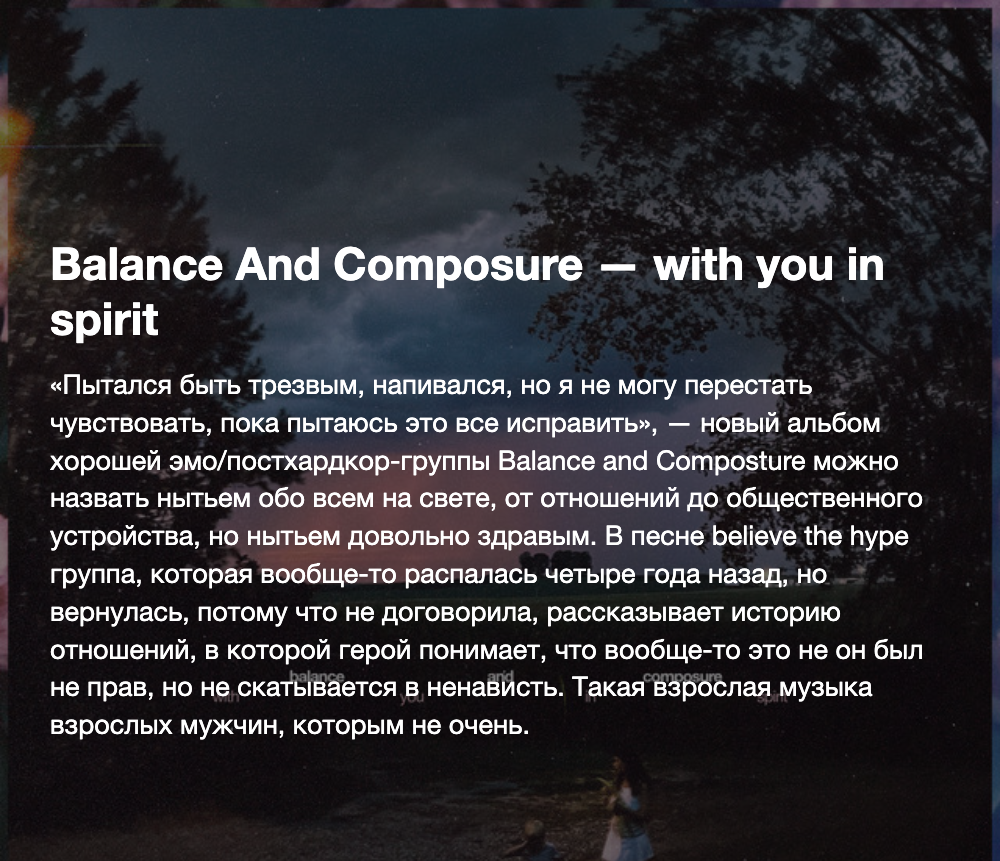 Balance And Composure — with you in
spirit
«Пытался быть трезвым, напивался, но я не могу перестать
чувствовать, пока пытаюсь это все исправить», — новый альбом
хорошей эмо/постхардкор-группы Balance and Composture можно
назвать нытьем обо всем на свете, от отношений до общественного
устройства, но нытьем довольно здравым. В песне believe the hype
группа, которая вообще-то распалась четыре года назад, но
вернулась, потому что не договорила, рассказывает историю
отношений, в которой герой понимает, что вообще-то это не он был
balance and composure
не прав, но не скатывается в ненависть. Такая взрослая музыка
with you in spirit
взрослых мужчин, которым не очень.